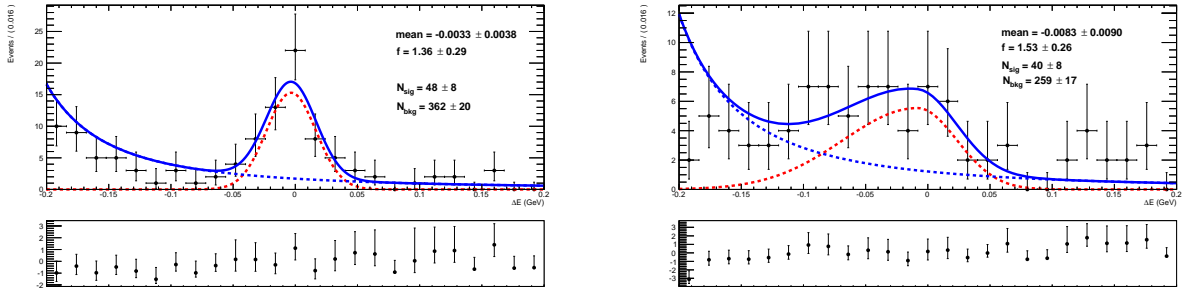 Events / ( 0.016 )
25
20
15
10
5
0
mean = -0.0033 ± 0.0038
f = 1.36 ± 0.29
Nsig = 48 ± 8
Nbkg = 362 ± 20
-0.2 -0.15 -0.1 -0.05 0 0.05 0.1 0.15 0.2
ΔE (GeV)
3
2
1
0
-1
-2
Events / ( 0.016 )
12
10
8
6
4
2
0
mean = -0.0083 ± 0.0090
f = 1.53 ± 0.26
Nsig = 40 ± 8
Nbkg = 259 ± 17
-0.2 -0.15 -0.1 -0.05 0 0.05 0.1 0.15 0.2
ΔE (GeV)
3
2
1
0
-1
-2
-3